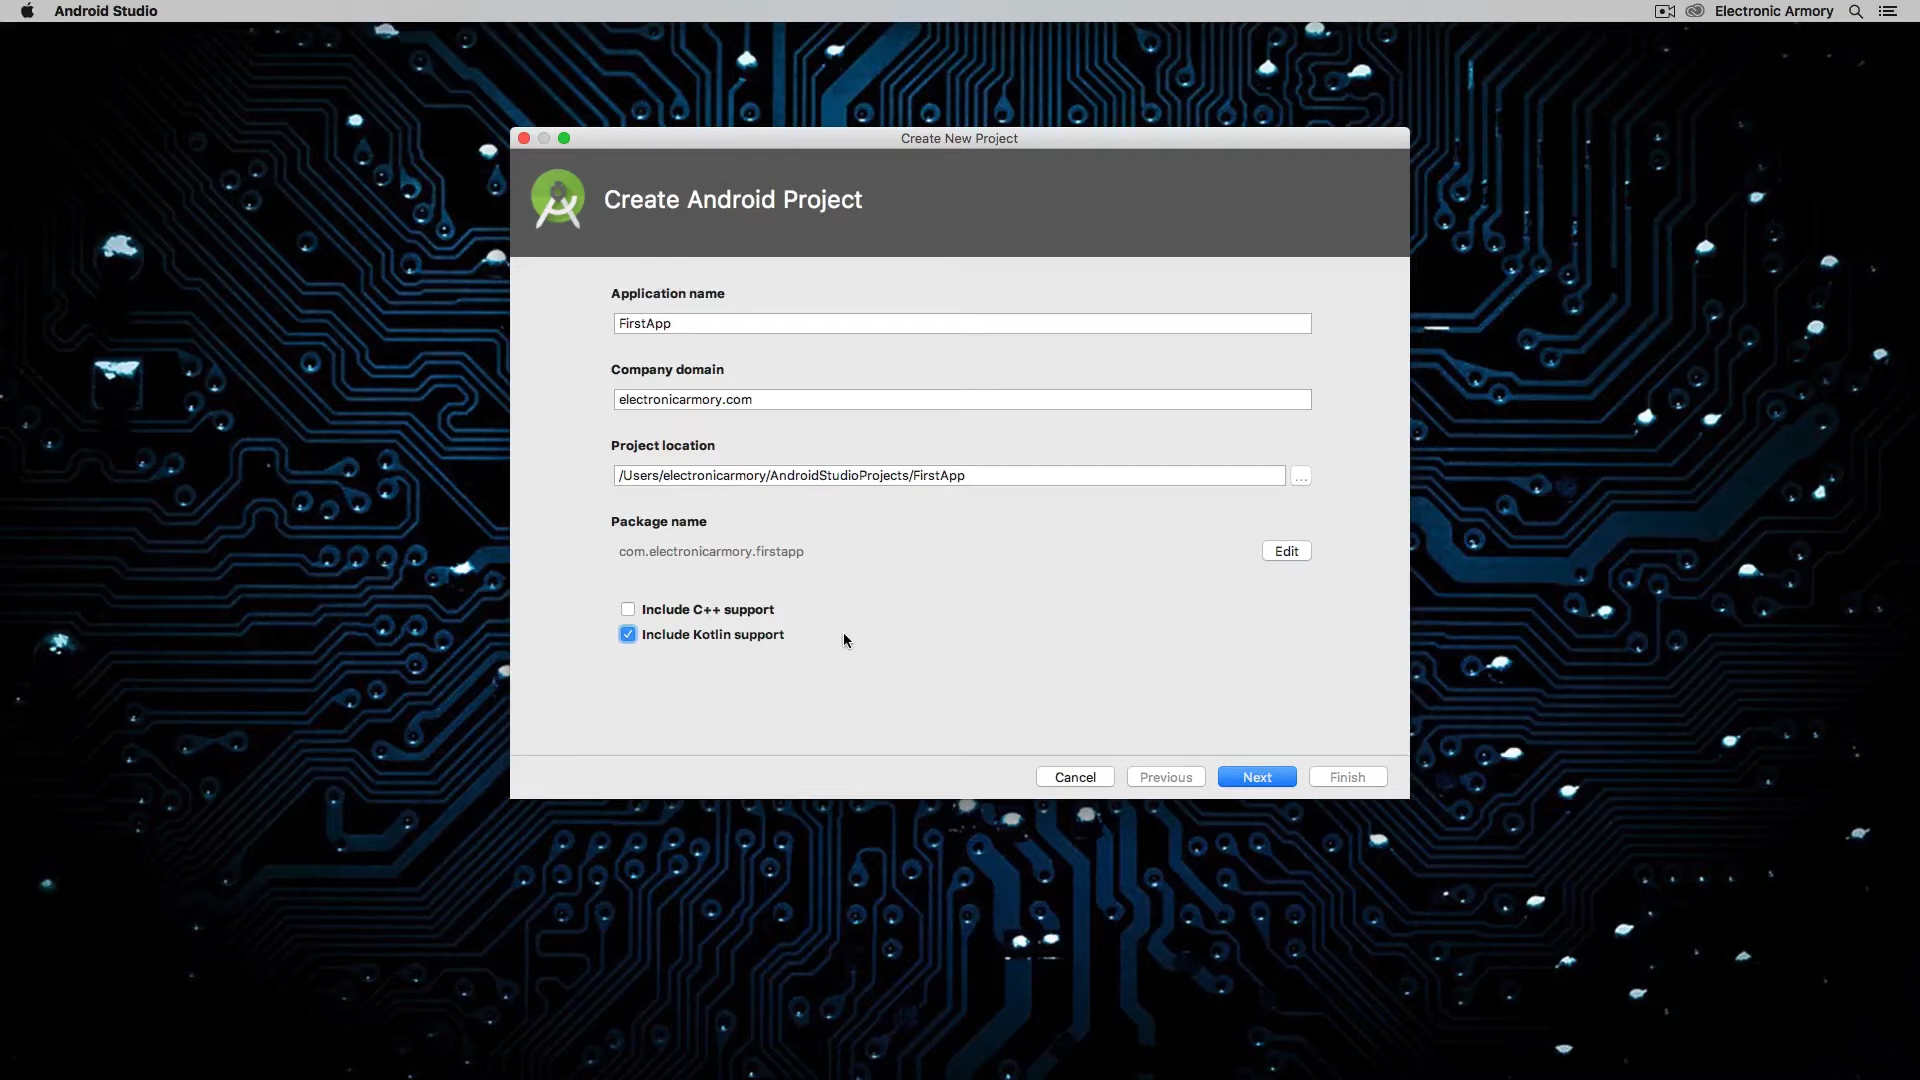 Android Studio
Electronic Armory
Create New Project
Create Android Project
Application name
FirstApp
Company domain
electronicarmory.com
Project location
/Users/electronicarmory/AndroidStudioProjects/FirstApp
...
Package name
com.electronicarmory.firstapp
Edit
Include C++ support
Include Kotlin support
Cancel
Previous
Next
Finish